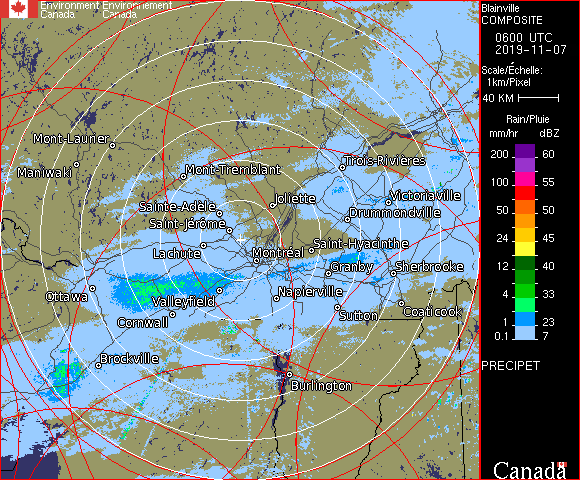 Environment Environnement
Canada Canada
Blainville
COMPOSITE
0600 UTC
2019-11-07
Scale/Échelle:
1km/Pixel
40 KM
Rain/Pluie
mm/hr dBZ
200 60
100 55
50 50
24 45
12 40
4 33
1 23
0.1 7
PRECIPET
Canada
Mont-Laurier
Maniwaki
Mont-Tremblant
Trois-Rivières
Joliette
Victoriaville
Sainte-Adèle
Drummondville
Saint-Jérôme
Saint-Hyacinthe
Lachute
Montréal
Granby
Sherbrooke
Ottawa
Valleyfield
Napierville
Cornwall
Sutton
Coaticook
Brockville
Burlington